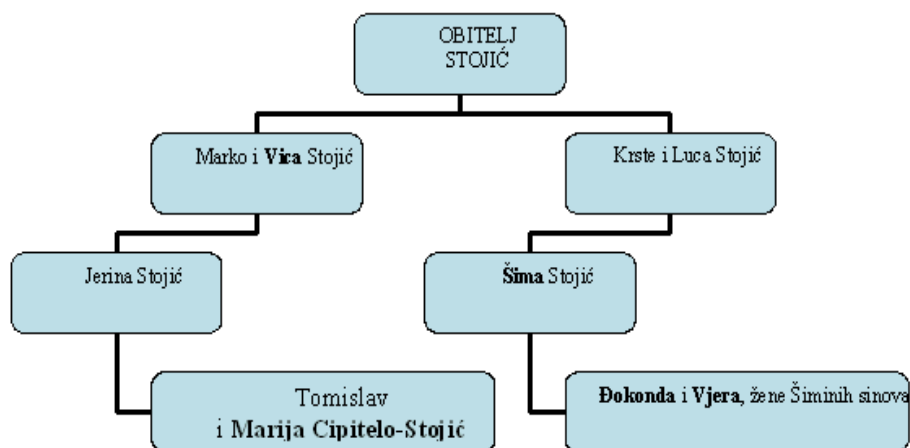 OBITELJ
STOJIĆ
Marko i Vica Stojić
Krste i Luca Stojić
Jerina Stojić
Šima Stojić
Tomislav
i Marija Cipitelo-Stojić
Đokonda i Vjera, žene Šiminih sinova